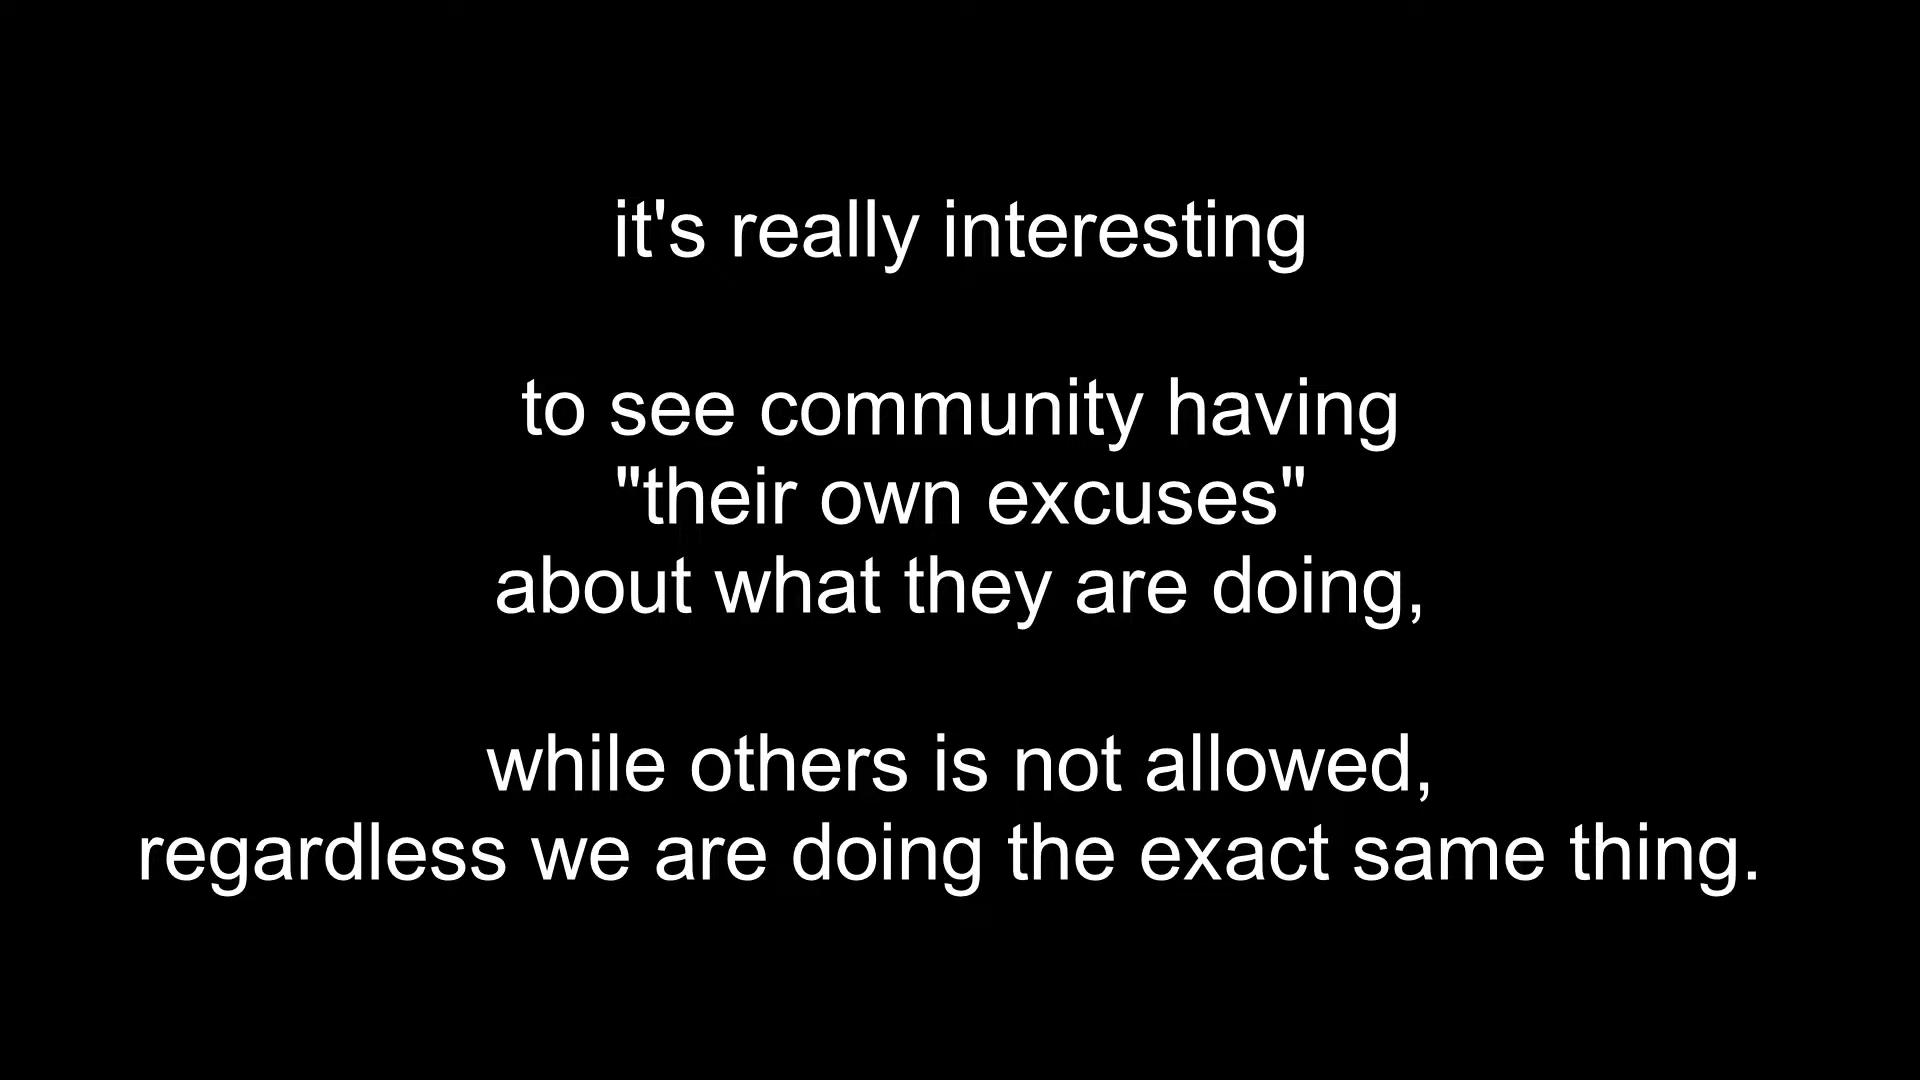 it's really interesting
to see community having
"their own excuses"
about what they are doing,
while others is not allowed,
regardless we are doing the exact same thing.